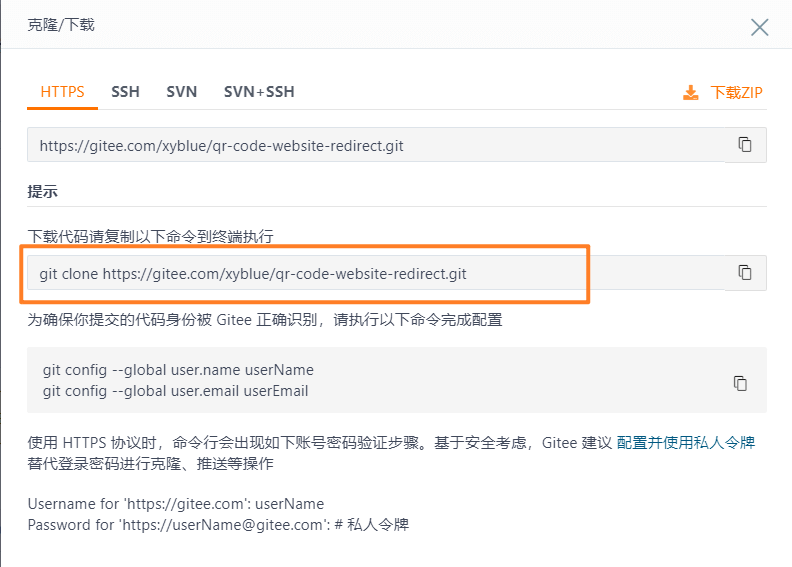 克隆/下载
HTTPS SSH SVN SVN+SSH 下载ZIP
https://gitee.com/xyblue/qr-code-website-redirect.git
提示
下载代码请复制以下命令到终端执行
git clone https://gitee.com/xyblue/qr-code-website-redirect.git
为确保你提交的代码身份被 Gitee 正确识别，请执行以下命令完成配置
git config --global user.name userName
git config --global user.email userEmail
使用 HTTPS 协议时，命令行会出现如下账号密码验证步骤。基于安全考虑，Gitee 建议 配置并使用私人令牌
替代登录密码进行克隆、推送等操作
Username for 'https://gitee.com': userName
Password for 'https://userName@gitee.com': # 私人令牌